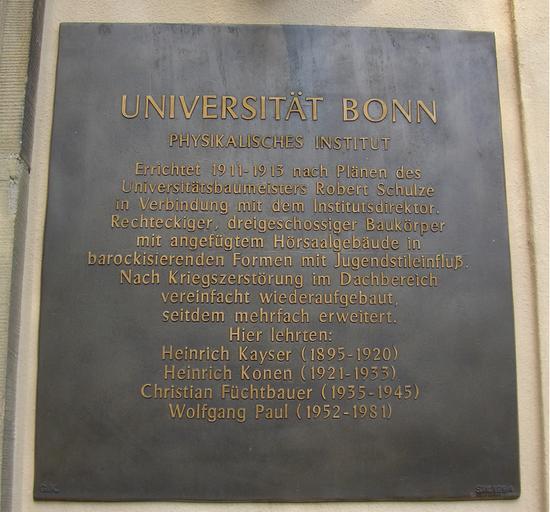 UNIVERSITÄT BONN
PHYSIKALISCHES INSTITUT
Errichtet 1911-1913 nach Plänen des
Universitätsbaumeisters Robert Schulze
in Verbindung mit dem Institutsdirektor.
Rechteckiger, dreigeschossiger Baukörper
mit angefügtem Hörsaalgebäude in
barockisierenden Formen mit Jugendstileinfluß.
Nach Kriegszerstörung im Dachbereich
vereinfacht wiederaufgebaut,
seitdem mehrfach erweitert.
Hier lehrten:
Heinrich Kayser (1895-1920)
Heinrich Konen (1921-1933)
Christian Füchtbauer (1935-1945)
Wolfgang Paul (1952-1981)